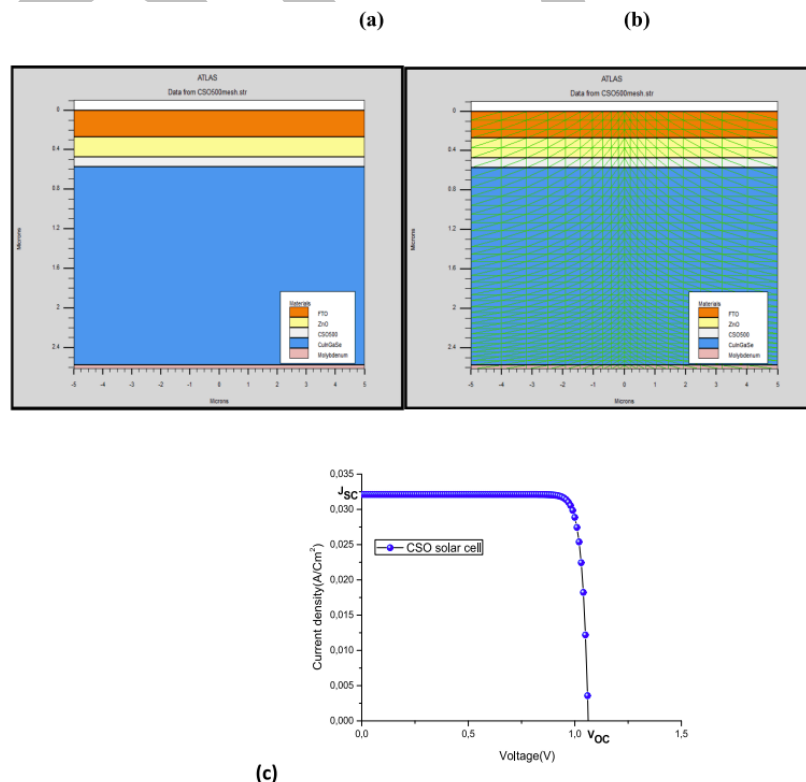 (a) (b)
ATLAS
Data from CSO500mesh.str
0
0.4
0.8
1.2
1.6
2
2.4
Microns
Materials
FTO
ZnO
CSO500
CuInGaSe
Molybdenum
-5 -4 -3 -2 -1 0 1 2 3 4 5
Microns
ATLAS
Data from CSO500mesh.str
0
0.4
0.8
1.2
1.6
2
2.4
Microns
Materials
FTO
ZnO
CSO500
CuInGaSe
Molybdenum
-5 -4 -3 -2 -1 0 1 2 3 4 5
Microns
0,035
JSC
0,030
0,025
0,020
0,015
0,010
0,005
0,000
Current density(A/Cm²)
CSO solar cell
0,0 0,5 1,0 VOC 1,5
Voltage(V)
(c)